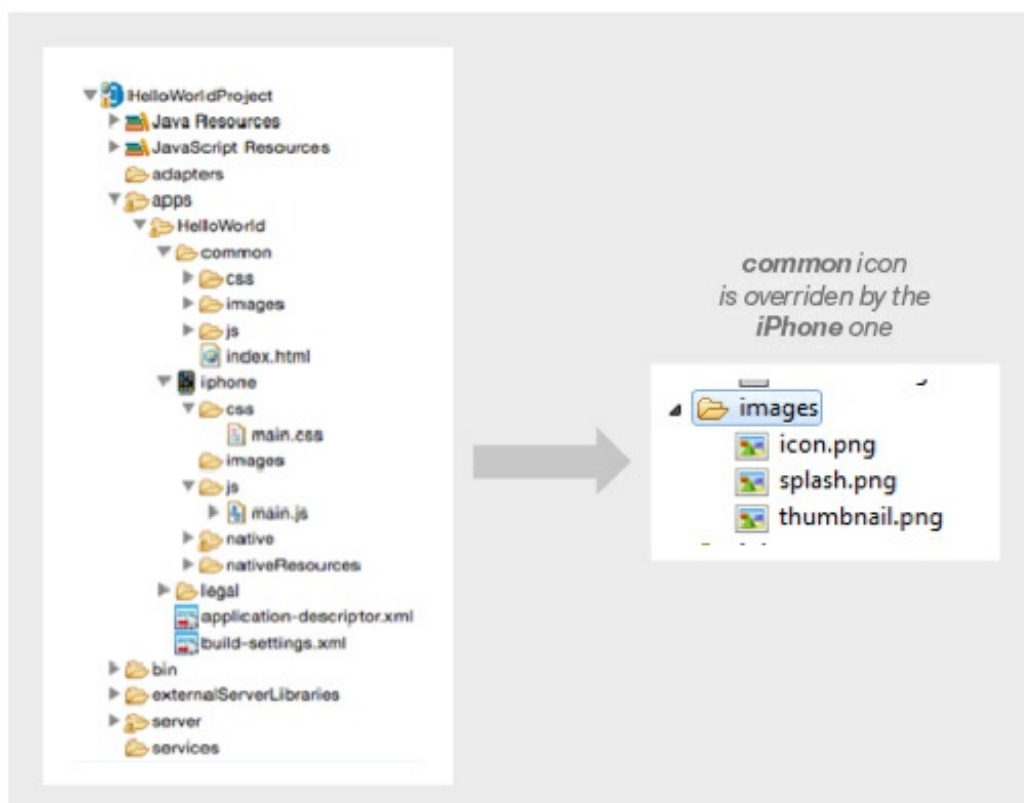 HelloWorldProject
Java Resources
JavaScript Resources
adapters
apps
HelloWorld
common
css
images
js
index.html
iphone
css
main.css
images
js
main.js
native
nativeResources
legal
application-descriptor.xml
build-settings.xml
bin
externalServerLibraries
server
services
common icon
is overriden by the
iPhone one
images
icon.png
splash.png
thumbnail.png